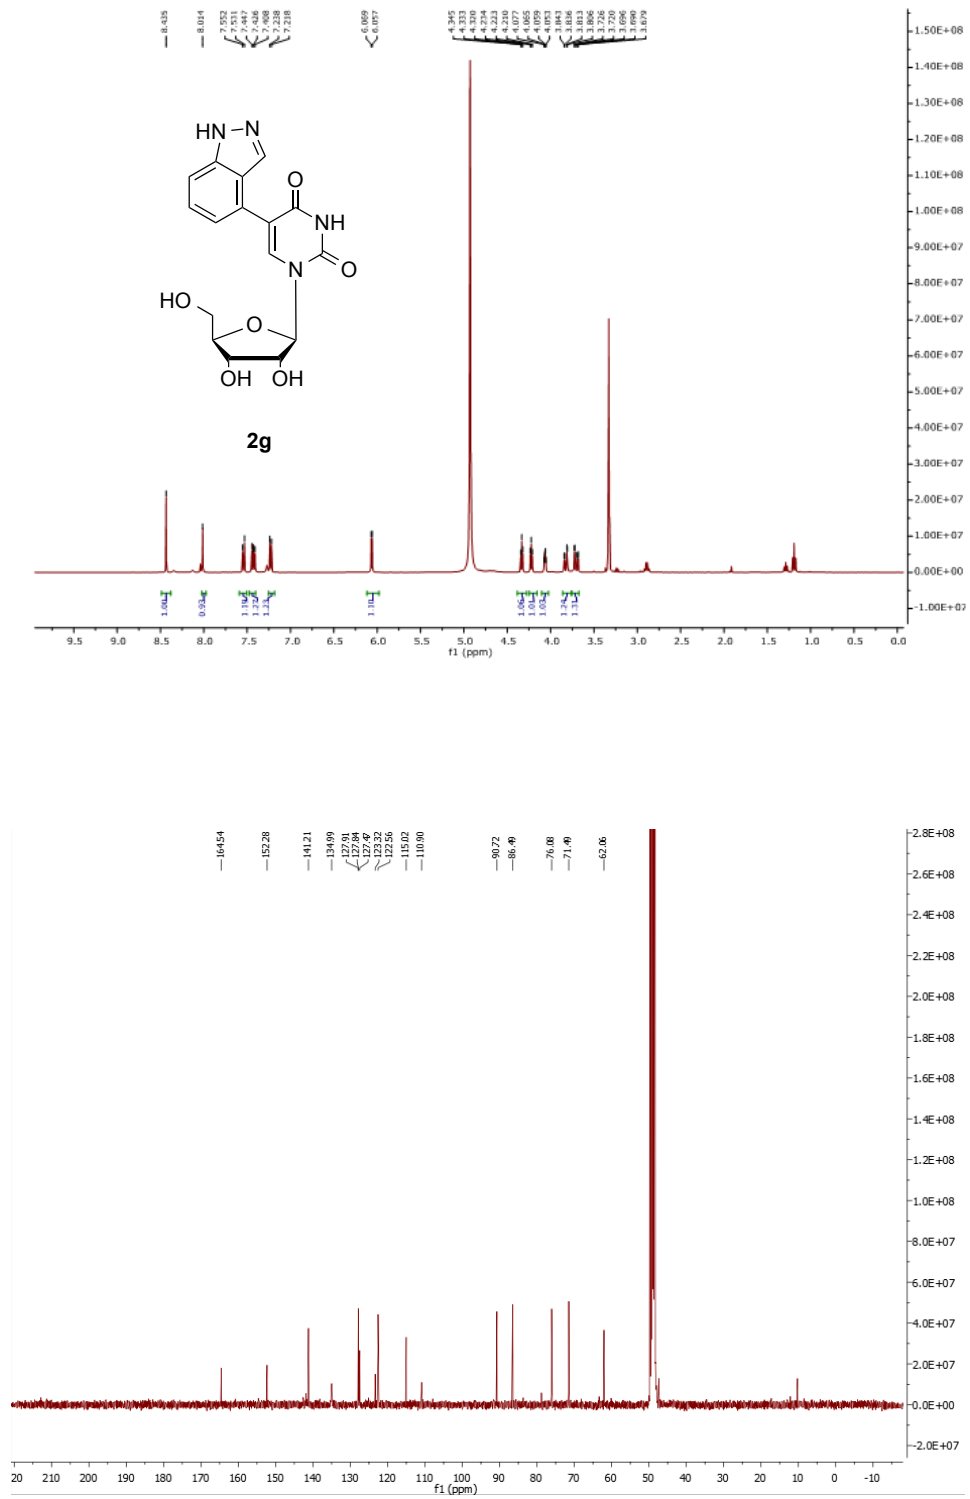 8.435
8.014
7.552
7.531
7.447
7.426
7.408
7.238
7.218
6.069
6.057
4.345
4.333
4.320
4.234
4.223
4.210
4.077
4.065
4.059
4.053
3.843
3.836
3.813
3.806
3.726
3.720
3.696
3.690
3.679
1.50E+08
1.40E+08
1.30E+08
1.20E+08
1.10E+08
1.00E+08
9.00E+07
8.00E+07
7.00E+07
6.00E+07
5.00E+07
4.00E+07
3.00E+07
2.00E+07
1.00E+07
0.00E+00
-1.00E+07
HN N
O
NH
N O
HO
O
OH OH
2g
1.00
0.93
1.19
1.27
1.23
1.10
1.06
1.01
1.03
1.24
1.31
9.5 9.0 8.5 8.0 7.5 7.0 6.5 6.0 5.5 5.0 4.5 4.0 3.5 3.0 2.5 2.0 1.5 1.0 0.5 0.0
f1 (ppm)
164.54
152.28
141.21
134.99
127.91
127.84
127.47
123.32
122.56
115.02
110.90
90.72
86.49
76.08
71.49
62.06
2.8E+08
2.6E+08
2.4E+08
2.2E+08
2.0E+08
1.8E+08
1.6E+08
1.4E+08
1.2E+08
1.0E+08
8.0E+07
6.0E+07
4.0E+07
2.0E+07
0.0E+00
-2.0E+07
20 210 200 190 180 170 160 150 140 130 120 110 100 90 80 70 60 50 40 30 20 10 0 -10
f1 (ppm)